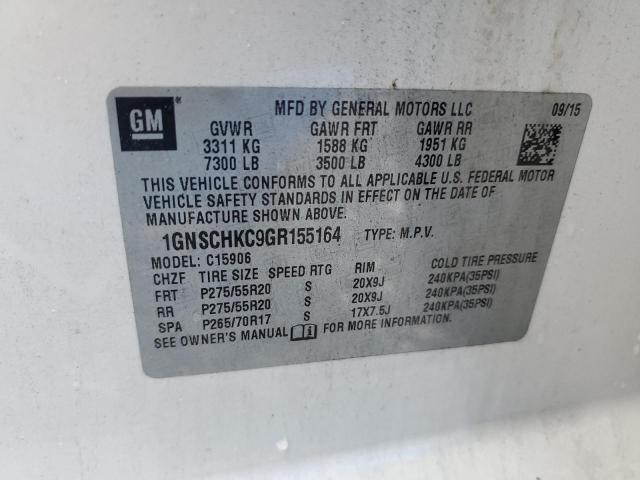 GM
MFD BY GENERAL MOTORS LLC 09/15
GVWR GAWR FRT GAWR RR
3311 KG 1588 KG 1951 KG
7300 LB 3500 LB 4300 LB
THIS VEHICLE CONFORMS TO ALL APPLICABLE U.S. FEDERAL MOTOR
VEHICLE SAFETY STANDARDS IN EFFECT ON THE DATE OF
MANUFACTURE SHOWN ABOVE.
1GNSCHKC9GR155164 TYPE: M.P.V.
MODEL: C15906
CHZF TIRE SIZE SPEED RTG RIM COLD TIRE PRESSURE
FRT P275/55R20 S 20X9J 240KPA(35PSI)
RR P275/55R20 S 20X9J 240KPA(35PSI)
SPA P265/70R17 S 17X7.5J 240KPA(35PSI)
SEE OWNER'S MANUAL FOR MORE INFORMATION.